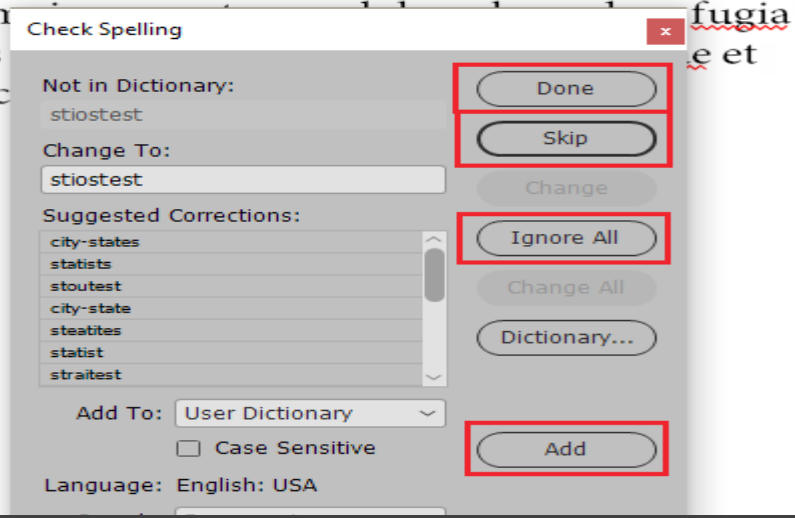 fugia
Check Spelling
x
e et
Not in Dictionary:
stiostest
Change To:
stiostest
Suggested Corrections:
city-states
statists
stoutest
city-state
steatites
statist
straitest
Done
Skip
Change
Ignore All
Change All
Dictionary...
Add To: User Dictionary
Case Sensitive
Add
Language: English: USA